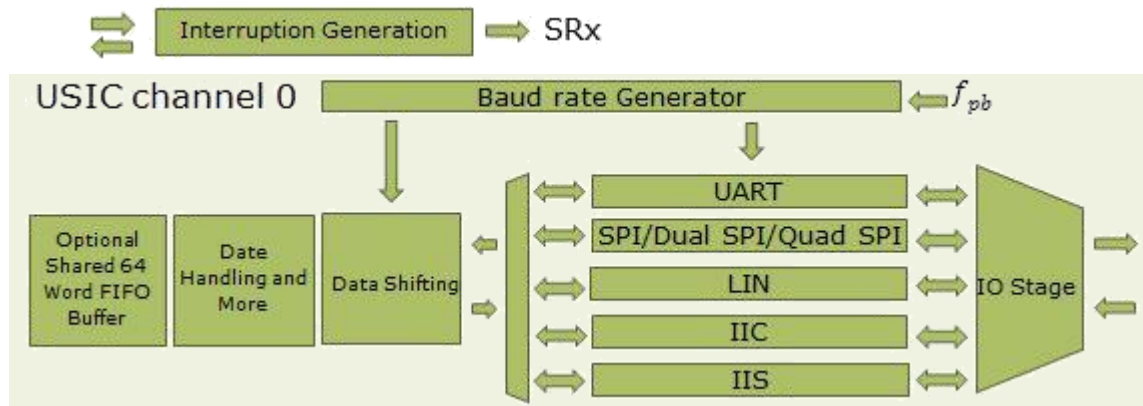 Interruption Generation
SRx
USIC channel 0
Baud rate Generator
f_pb
UART
SPI/Dual SPI/Quad SPI
LIN
IIC
IIS
Optional
Shared 64
Word FIFO
Buffer
Date
Handling and
More
Data Shifting
IO Stage